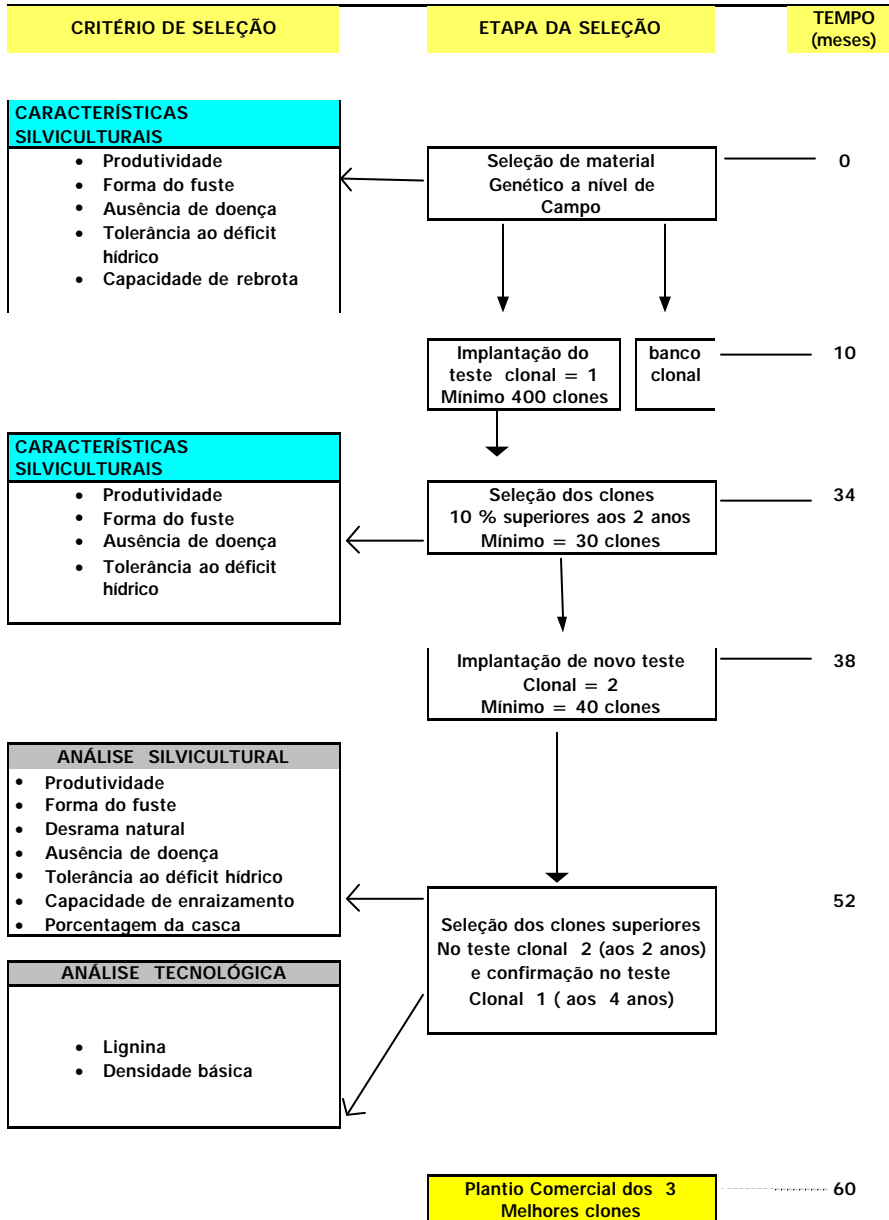 CRITÉRIO DE SELEÇÃO
ETAPA DA SELEÇÃO
TEMPO
(meses)
CARACTERÍSTICAS
SILVICULTURAIS
• Produtividade
• Forma do fuste
• Ausência de doença
• Tolerância ao déficit
hídrico
• Capacidade de rebrota
Seleção de material
Genético a nível de
Campo
0
Implantação do
teste clonal = 1
Mínimo 400 clones
banco
clonal
10
CARACTERÍSTICAS
SILVICULTURAIS
• Produtividade
• Forma do fuste
• Ausência de doença
• Tolerância ao déficit
hídrico
Seleção dos clones
10 % superiores aos 2 anos
Mínimo = 30 clones
34
Implantação de novo teste
Clonal = 2
Mínimo = 40 clones
38
ANÁLISE SILVICULTURAL
• Produtividade
• Forma do fuste
• Desrama natural
• Ausência de doença
• Tolerância ao déficit hídrico
• Capacidade de enraizamento
• Porcentagem da casca
Seleção dos clones superiores
No teste clonal 2 (aos 2 anos)
e confirmação no teste
Clonal 1 ( aos 4 anos)
52
ANÁLISE TECNOLÓGICA
• Lignina
• Densidade básica
Plantio Comercial dos 3
Melhores clones
60